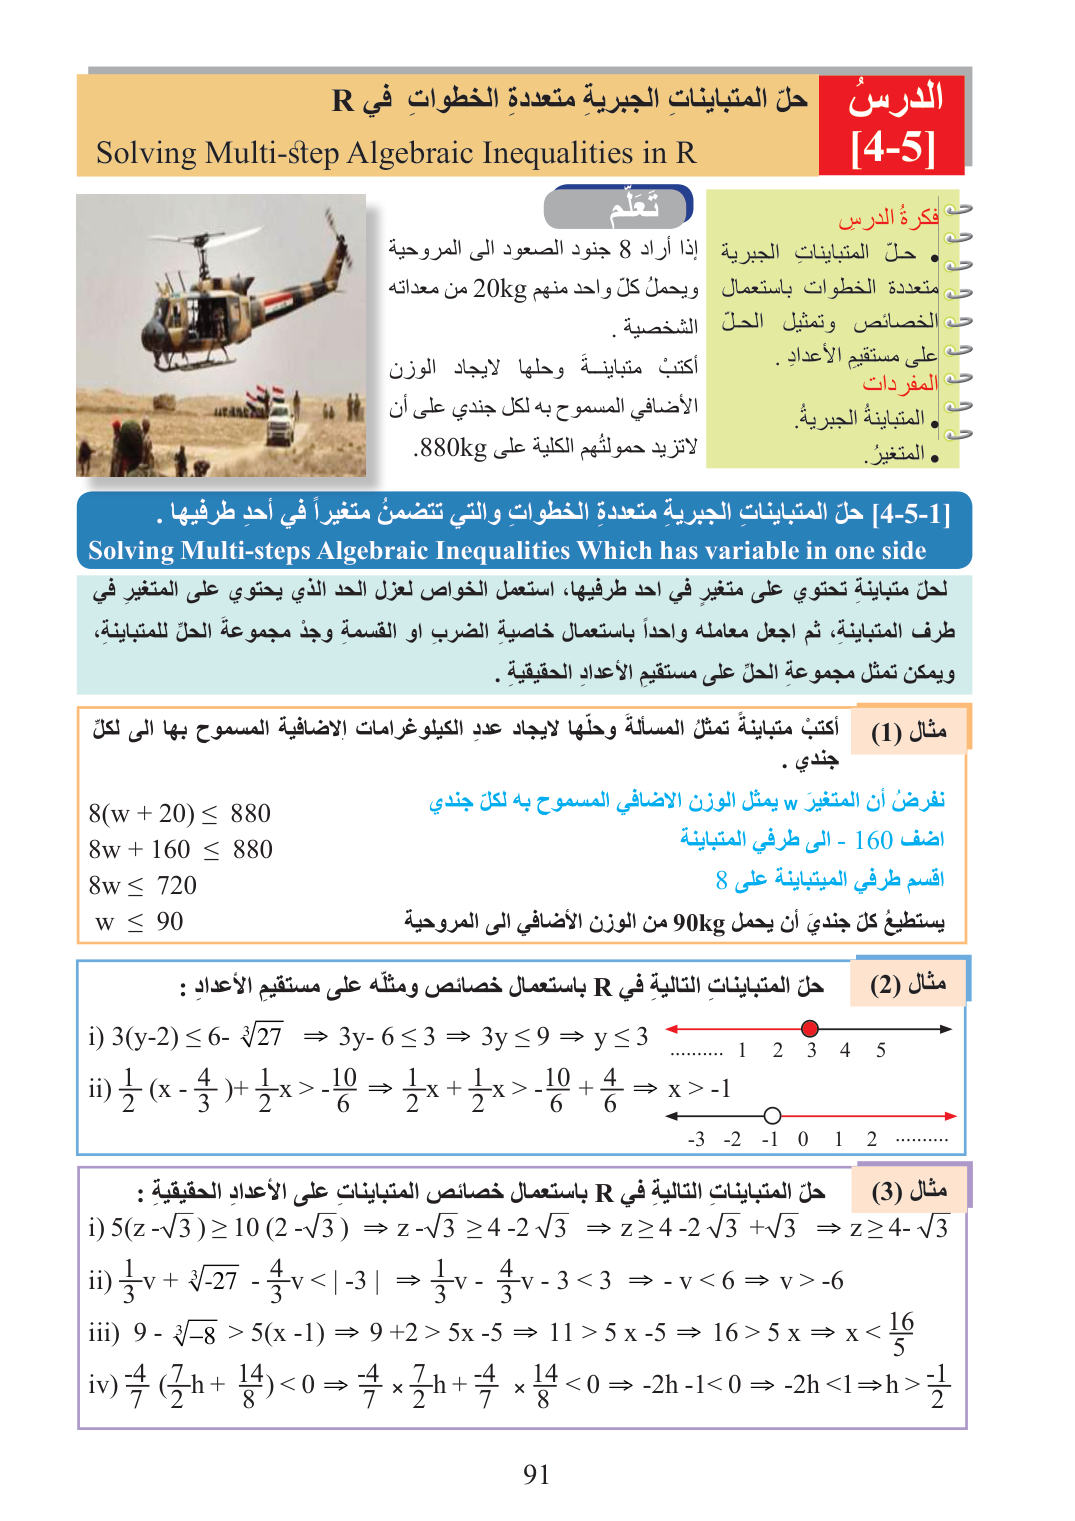 الدرسُ
[4-5]
حلّ المتبايناتِ الجبريةِ متعددةِ الخطواتِ في R
Solving Multi-step Algebraic Inequalities in R
فكرةُ الدرسِ
• حـلّ المتبايناتِ الجبرية
متعددة الخطوات باستعمال
الخصائص وتمثيل الحـلّ
على مستقيمِ الأعدادِ .
المفردات
• المتباينةُ الجبريةُ.
• المتغيرُ.
تَعَلَّم
إذا أراد 8 جنود الصعود الى المروحية
ويحملُ كلّ واحد منهم 20kg من معداته
الشخصية .
أكتبْ متباينــةَ وحلها لايجاد الوزن
الأضافي المسموح به لكل جندي على أن
لاتزيد حمولتُهم الكلية على 880kg.
[4-5-1] حلّ المتبايناتِ الجبريةِ متعددةِ الخطواتِ والتي تتضمنُ متغيراً في أحدِ طرفيها .
Solving Multi-steps Algebraic Inequalities Which has variable in one side
لحلّ متباينةِ تحتوي على متغيرٍ في احد طرفيها، استعمل الخواص لعزل الحد الذي يحتوي على المتغيرِ في
طرف المتباينةِ، ثم اجعل معامله واحداً باستعمال خاصيةِ الضربِ او القسمةِ وجدْ مجموعةَ الحلِّ للمتباينةِ،
ويمكن تمثل مجموعةِ الحلِّ على مستقيمِ الأعدادِ الحقيقيةِ .
مثال (1) أكتبْ متباينةً تمثلُ المسألةَ وحلّها لايجاد عددِ الكيلوغرامات الاضافية المسموح بها الى لكلِّ
جندي .
نفرضُ أن المتغيرَ w يمثل الوزن الاضافي المسموح به لكلّ جندي 8(w + 20) ≤ 880
اضف 160 - الى طرفي المتباينة 8w + 160 ≤ 880
اقسم طرفي الميتباينة على 8 8w ≤ 720
يستطيعُ كلّ جنديَ أن يحمل 90kg من الوزن الأضافي الى المروحية w ≤ 90
مثال (2) حلّ المتبايناتِ التاليةِ في R باستعمال خصائص ومثلّه على مستقيمِ الأعدادِ :
i) 3(y-2) ≤ 6- ∛27 ⇒ 3y- 6 ≤ 3 ⇒ 3y ≤ 9 ⇒ y ≤ 3
.......... 1 2 3 4 5
ii) 1/2 (x - 4/3 )+ 1/2 x > -10/6 ⇒ 1/2 x + 1/2 x > -10/6 + 4/6 ⇒ x > -1
-3 -2 -1 0 1 2 ..........
مثال (3) حلّ المتبايناتِ التاليةِ في R باستعمال خصائص المتبايناتِ على الأعدادِ الحقيقيةِ :
i) 5(z -√3 ) ≥ 10 (2 -√3 ) ⇒ z -√3 ≥ 4 -2 √3 ⇒ z ≥ 4 -2 √3 +√3 ⇒ z ≥ 4- √3
ii) 1/3 v + ∛-27 - 4/3 v < | -3 | ⇒ 1/3 v - 4/3 v - 3 < 3 ⇒ - v < 6 ⇒ v > -6
iii) 9 - ∛–8 > 5(x -1) ⇒ 9 +2 > 5x -5 ⇒ 11 > 5 x -5 ⇒ 16 > 5 x ⇒ x < 16/5
iv) -4/7 (7/2 h + 14/8) < 0 ⇒ -4/7 × 7/2 h + -4/7 × 14/8 < 0 ⇒ -2h -1< 0 ⇒ -2h <1⇒ h > -1/2
91